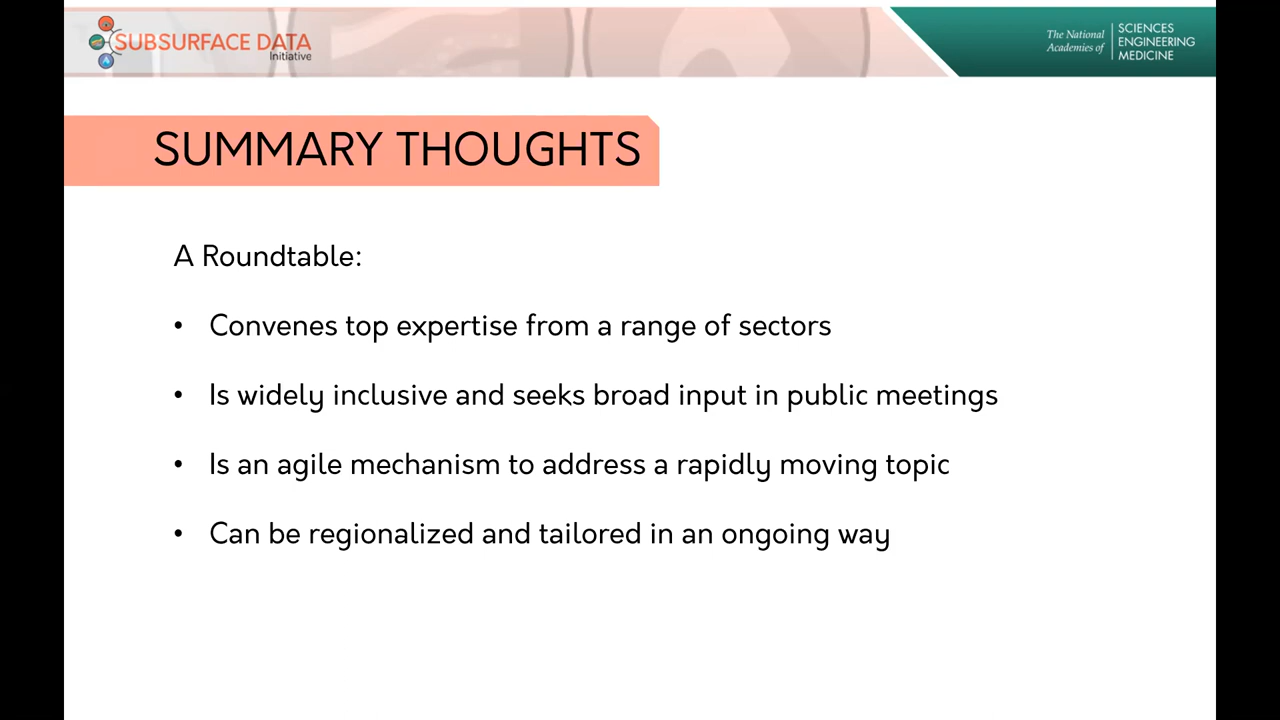 SUBSURFACE DATA
Initiative
The National
Academies of
SCIENCES
ENGINEERING
MEDICINE
SUMMARY THOUGHTS
A Roundtable:
• Convenes top expertise from a range of sectors
• Is widely inclusive and seeks broad input in public meetings
• Is an agile mechanism to address a rapidly moving topic
• Can be regionalized and tailored in an ongoing way